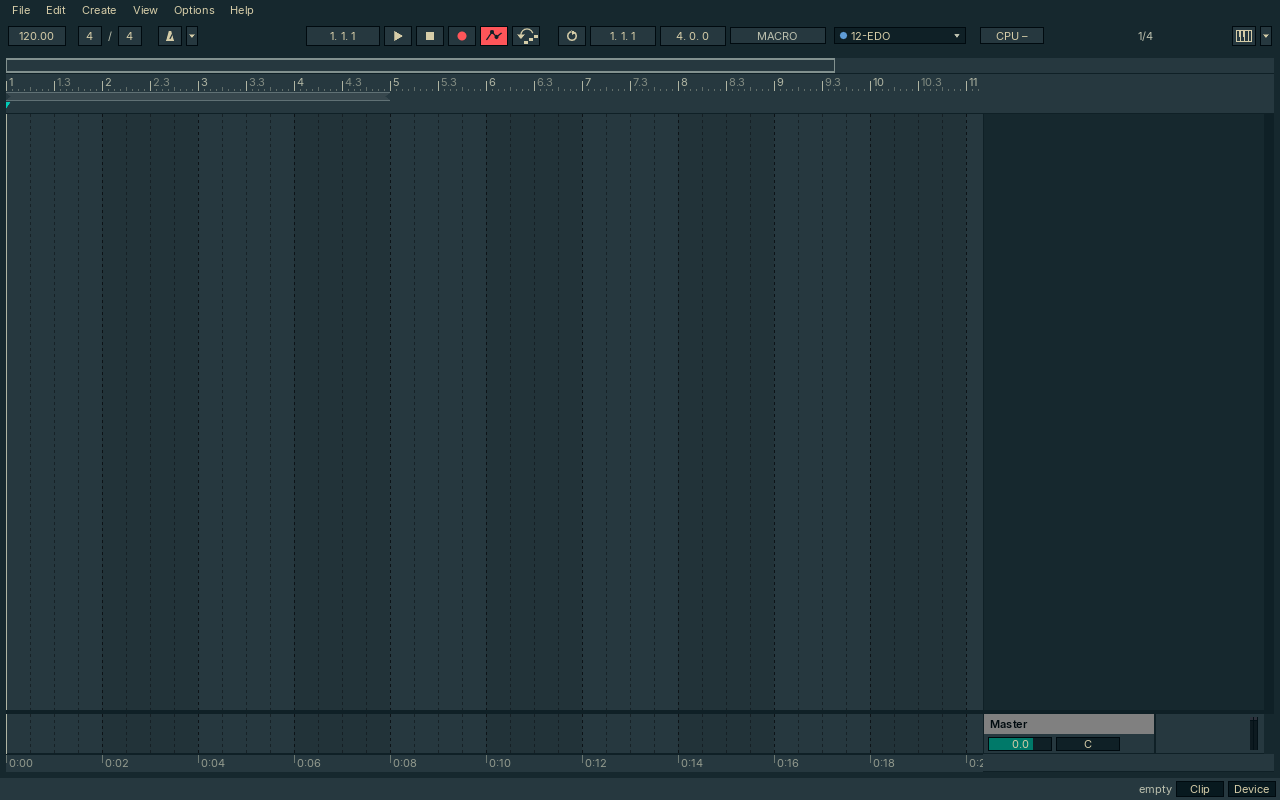 File Edit Create View Options Help
120.00 4 / 4 1. 1. 1 1. 1. 1 4. 0. 0 MACRO 12-EDO CPU – 1/4
1 1.3 2 2.3 3 3.3 4 4.3 5 5.3 6 6.3 7 7.3 8 8.3 9 9.3 10 10.3 11
Master
0.0 C
0:00 0:02 0:04 0:06 0:08 0:10 0:12 0:14 0:16 0:18
empty Clip Device